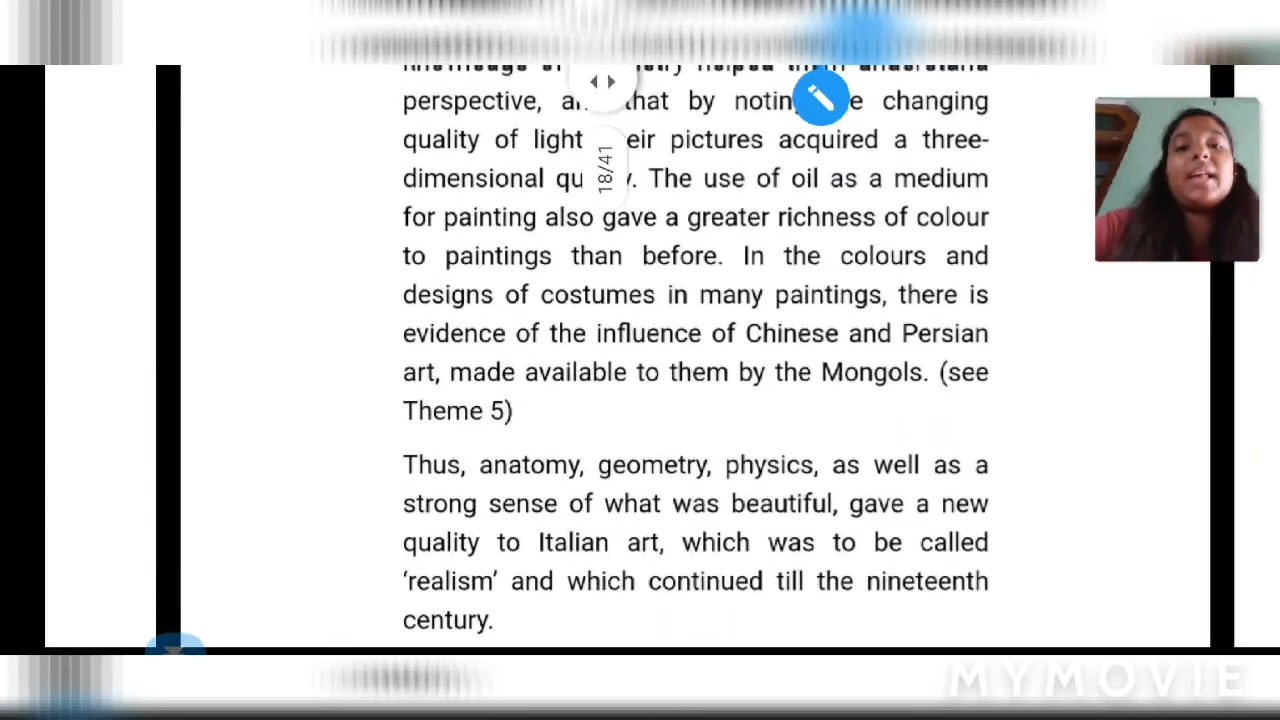 perspective, that by changing
quality of light pictures acquired a three-
dimensional The use of oil as a medium
for painting also gave a greater richness of colour
to paintings than before. In the colours and
designs of costumes in many paintings, there is
evidence of the influence of Chinese and Persian
art, made available to them by the Mongols. (see
Theme 5)
Thus, anatomy, geometry, physics, as well as a
strong sense of what was beautiful, gave a new
quality to Italian art, which was to be called
‘realism’ and which continued till the nineteenth
century.
18/41
MYMOVIE